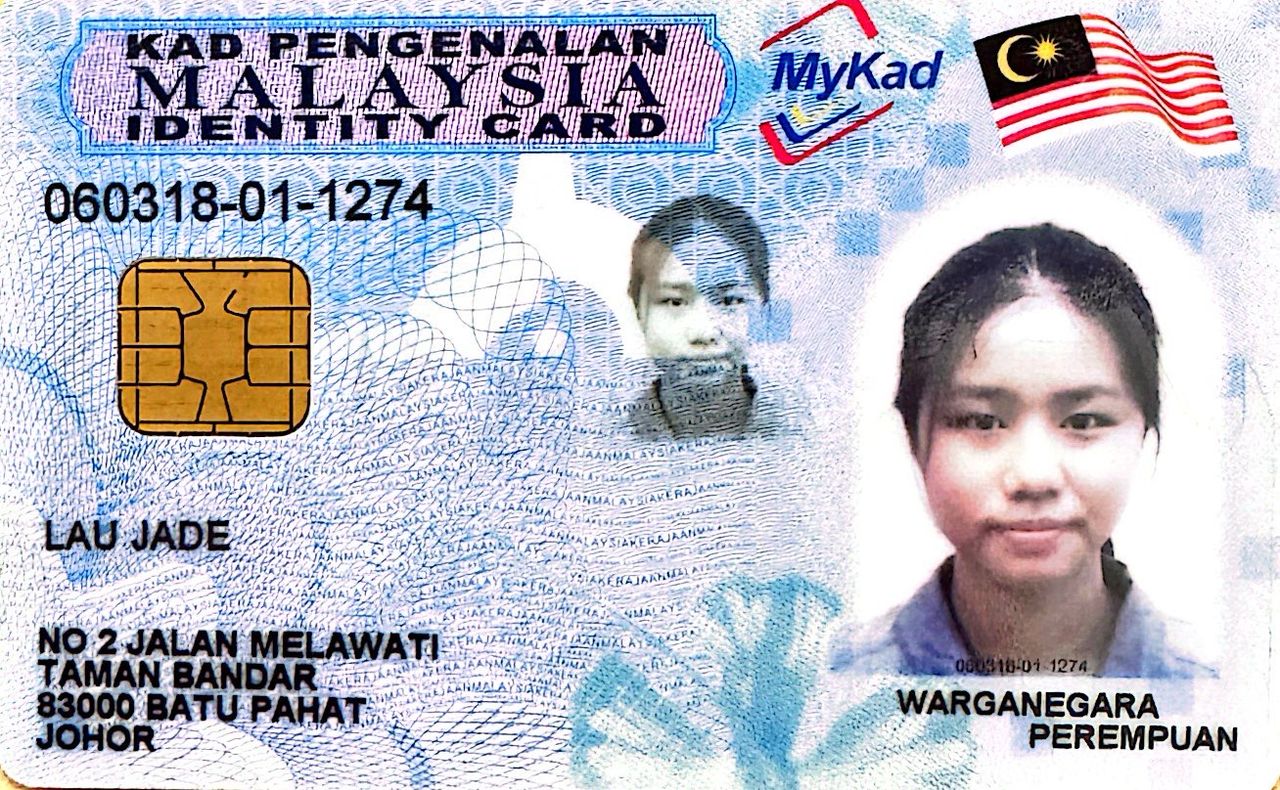 KAD PENGENALAN
MALAYSIA
IDENTITY CARD
MyKad
060318-01-1274
LAU JADE
NO 2 JALAN MELAWATI
TAMAN BANDAR
83000 BATU PAHAT
JOHOR
060318-01-1274
WARGANEGARA
PEREMPUAN